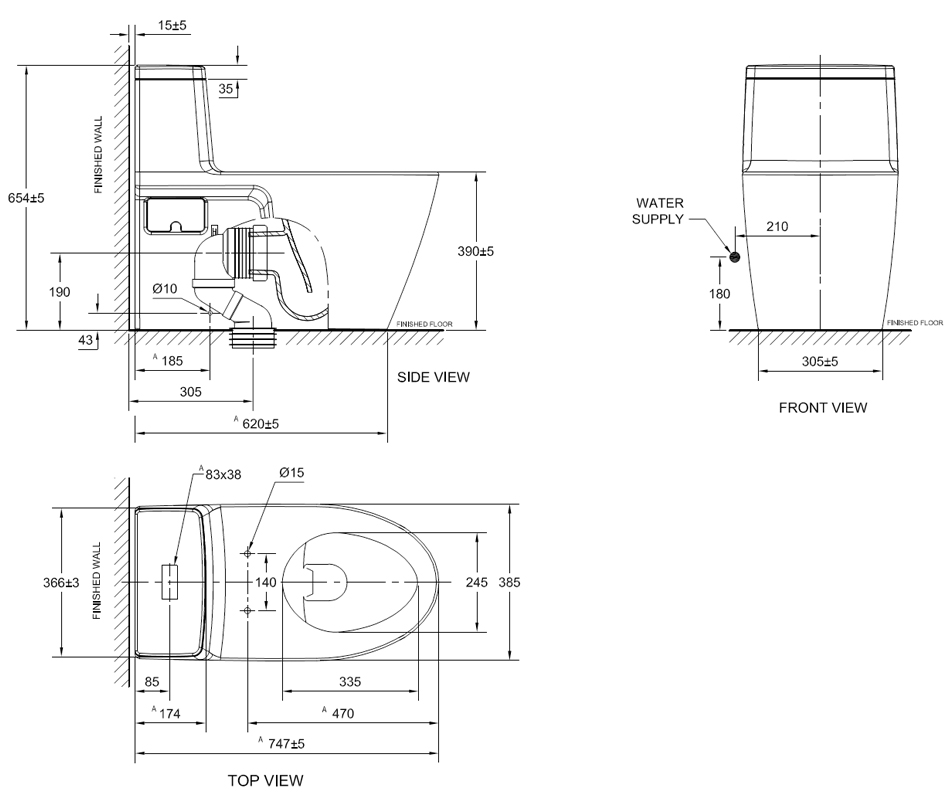 15±5
35
FINISHED WALL
654±5
WATER
SUPPLY
210
390±5
190
Ø10
180
FINISHED FLOOR
FINISHED FLOOR
43
A 185
305±5
SIDE VIEW
305
FRONT VIEW
A 620±5
A 83x38
Ø15
FINISHED WALL
366±3
140
245
385
85
335
A 174
A 470
A 747±5
TOP VIEW